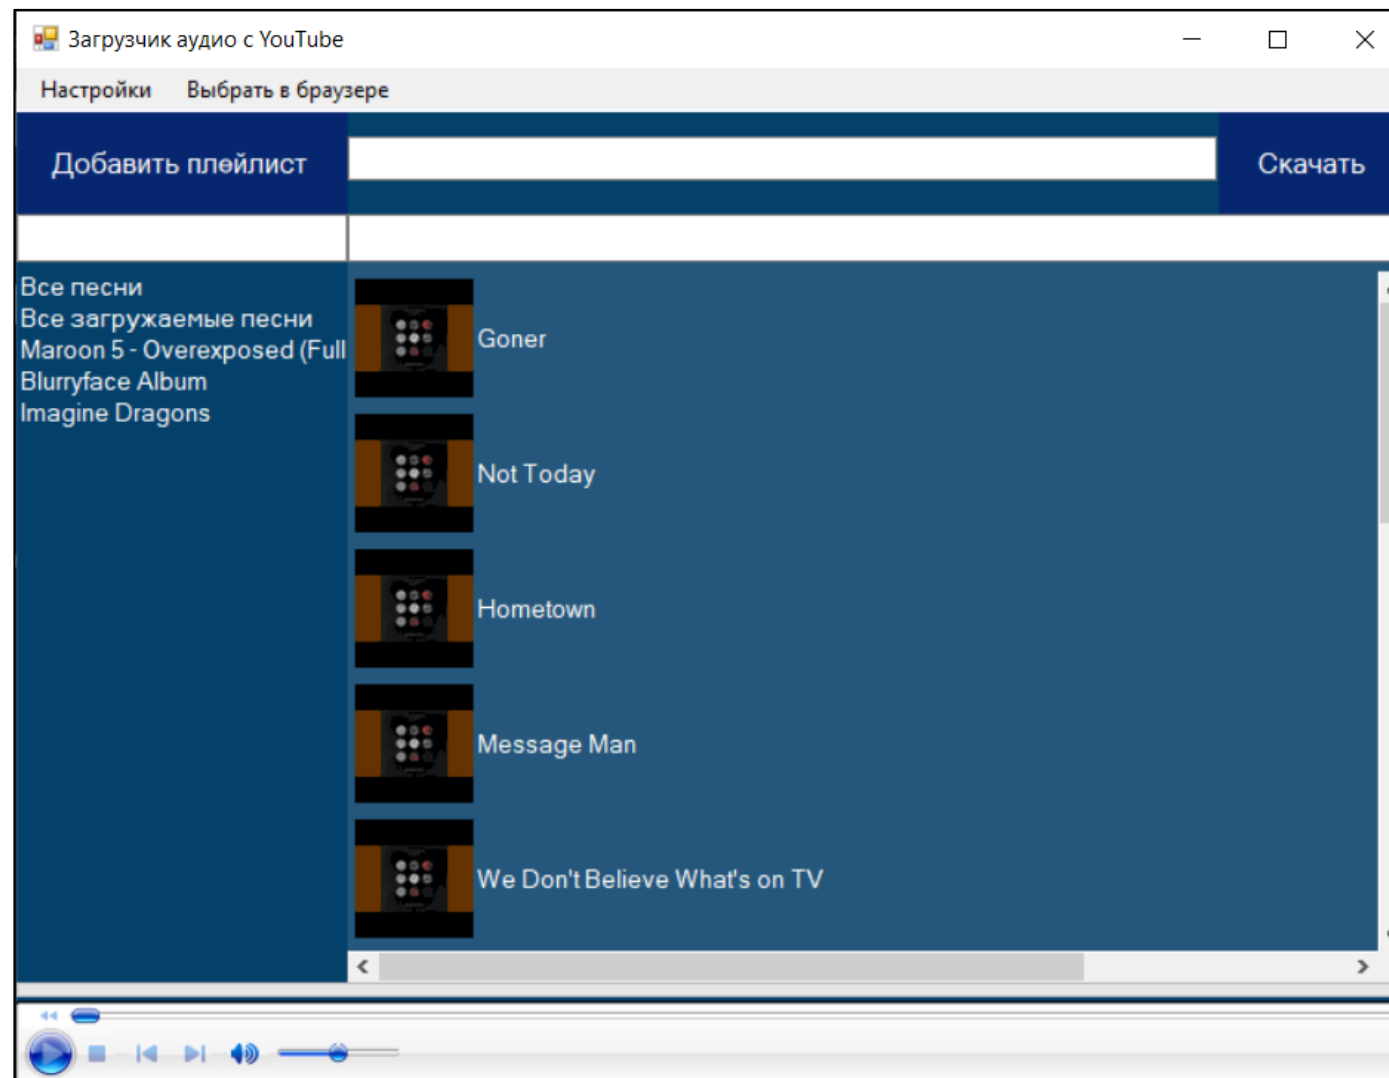 Загрузчик аудио с YouTube
Настройки Выбрать в браузере
Добавить плейлист
Скачать
Все песни
Все загружаемые песни
Maroon 5 - Overexposed (Full
Blurryface Album
Imagine Dragons
Goner
Not Today
Hometown
Message Man
We Don't Believe What's on TV